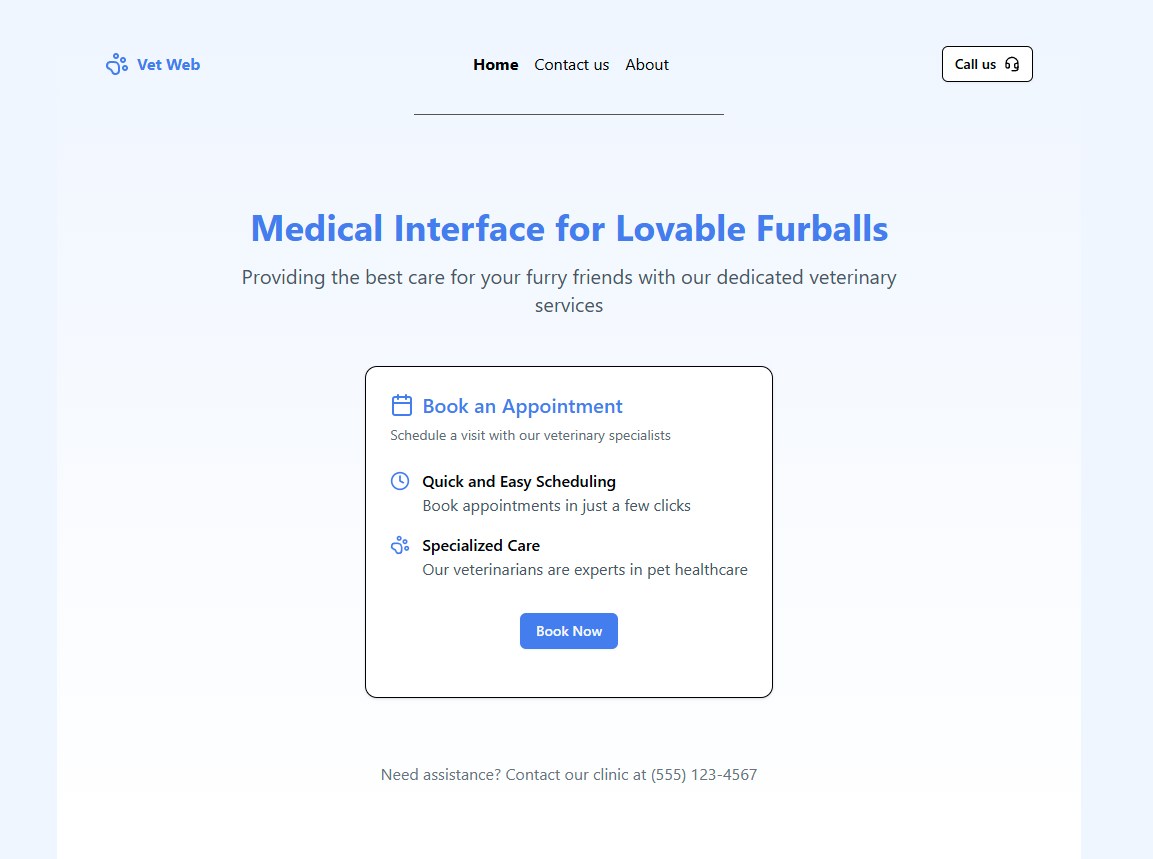 Vet Web
Home Contact us About
Call us
Medical Interface for Lovable Furballs
Providing the best care for your furry friends with our dedicated veterinary
services
Book an Appointment
Schedule a visit with our veterinary specialists
Quick and Easy Scheduling
Book appointments in just a few clicks
Specialized Care
Our veterinarians are experts in pet healthcare
Book Now
Need assistance? Contact our clinic at (555) 123-4567